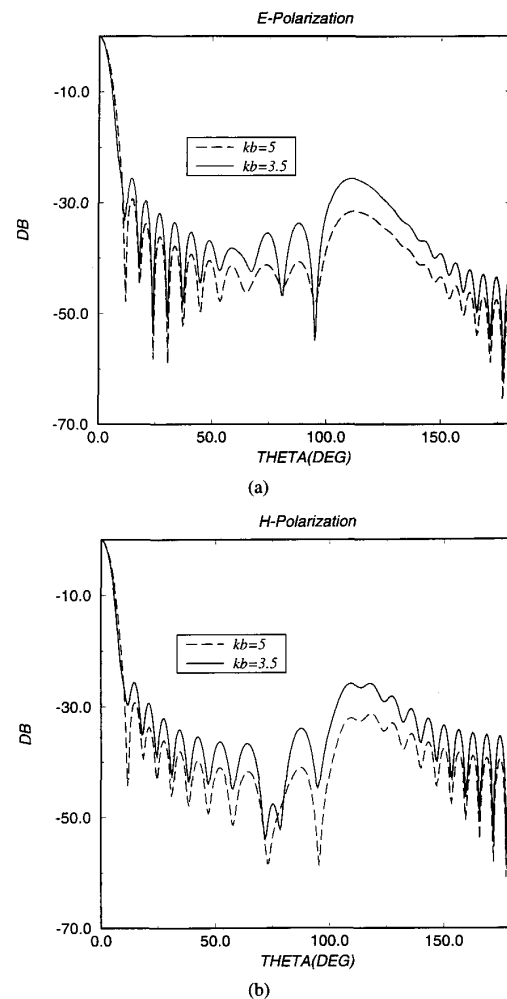 E-Polarization
-10.0
-30.0
-50.0
-70.0
DB
kb=5
kb=3.5
0.0 50.0 100.0 150.0
THETA(DEG)
(a)
H-Polarization
-10.0
-30.0
-50.0
-70.0
DB
kb=5
kb=3.5
0.0 50.0 100.0 150.0
THETA(DEG)
(b)